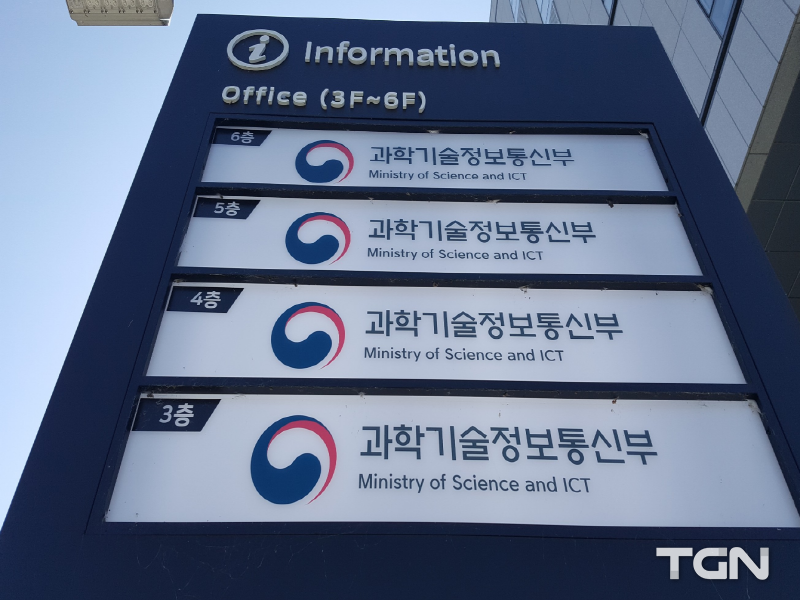 i Information
Office (3F~6F)
6층
과학기술정보통신부
Ministry of Science and ICT
5층
과학기술정보통신부
Ministry of Science and ICT
4층
과학기술정보통신부
Ministry of Science and ICT
3층
과학기술정보통신부
Ministry of Science and ICT
TGN